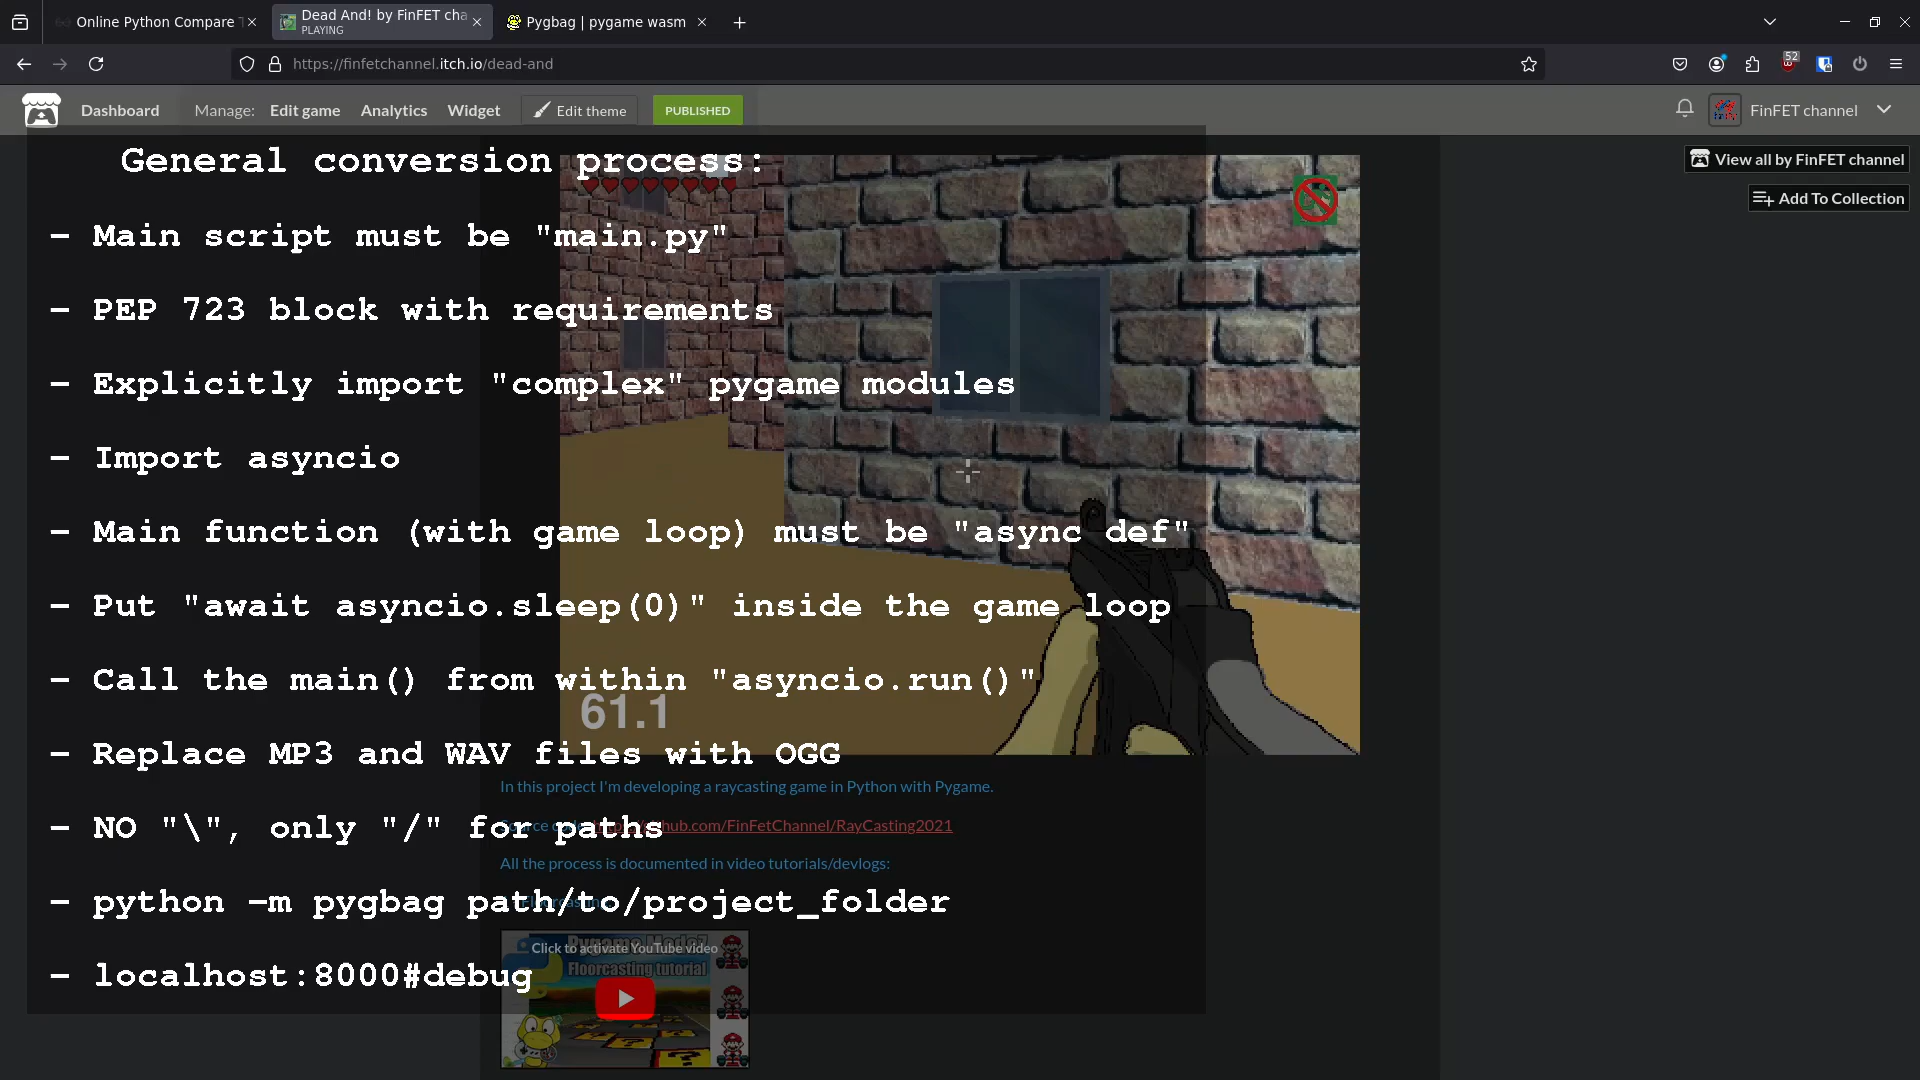 Online Python Compare T
Dead And! by FinFET cha
PLAYING
Pygbag | pygame wasm
https://finfetchannel.itch.io/dead-and
52
Dashboard
Manage:
Edit game
Analytics
Widget
Edit theme
PUBLISHED
FinFET channel
View all by FinFET channel
Add To Collection
General conversion process:
- Main script must be "main.py"
- PEP 723 block with requirements
- Explicitly import "complex" pygame modules
- Import asyncio
- Main function (with game loop) must be "async def"
- Put "await asyncio.sleep(0)" inside the game loop
- Call the main() from within "asyncio.run()"
61.1
- Replace MP3 and WAV files with OGG
In this project I'm developing a raycasting game in Python with Pygame.
- NO "\", only "/" for paths
Source code: github.com/FinFetChannel/RayCasting2021
All the process is documented in video tutorials/devlogs:
- python -m pygbag path/to/project_folder
Click to activate YouTube video
Pygame Mode7
Floorcasting tutorial
- localhost:8000#debug